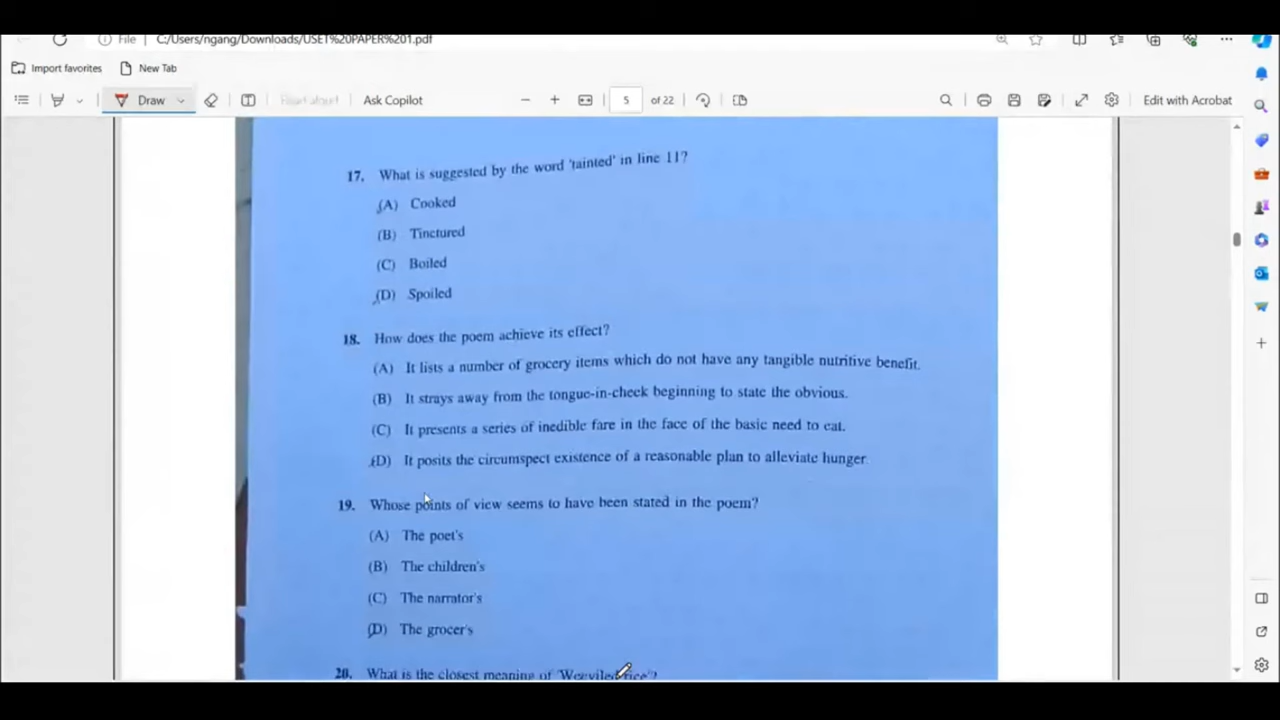 File C:/Users/ngang/Downloads/USET%20PAPER%201.pdf
Import favorites New Tab
Draw Read aloud Ask Copilot 5 of 22 Edit with Acrobat
17. What is suggested by the word 'tainted' in line 11?
(A) Cooked
(B) Tinctured
(C) Boiled
(D) Spoiled
18. How does the poem achieve its effect?
(A) It lists a number of grocery items which do not have any tangible nutritive benefit.
(B) It strays away from the tongue-in-cheek beginning to state the obvious.
(C) It presents a series of inedible fare in the face of the basic need to eat.
(D) It posits the circumspect existence of a reasonable plan to alleviate hunger.
19. Whose points of view seems to have been stated in the poem?
(A) The poet's
(B) The children's
(C) The narrator's
(D) The grocer's
20. What is the closest meaning of 'Weeviled rice'?